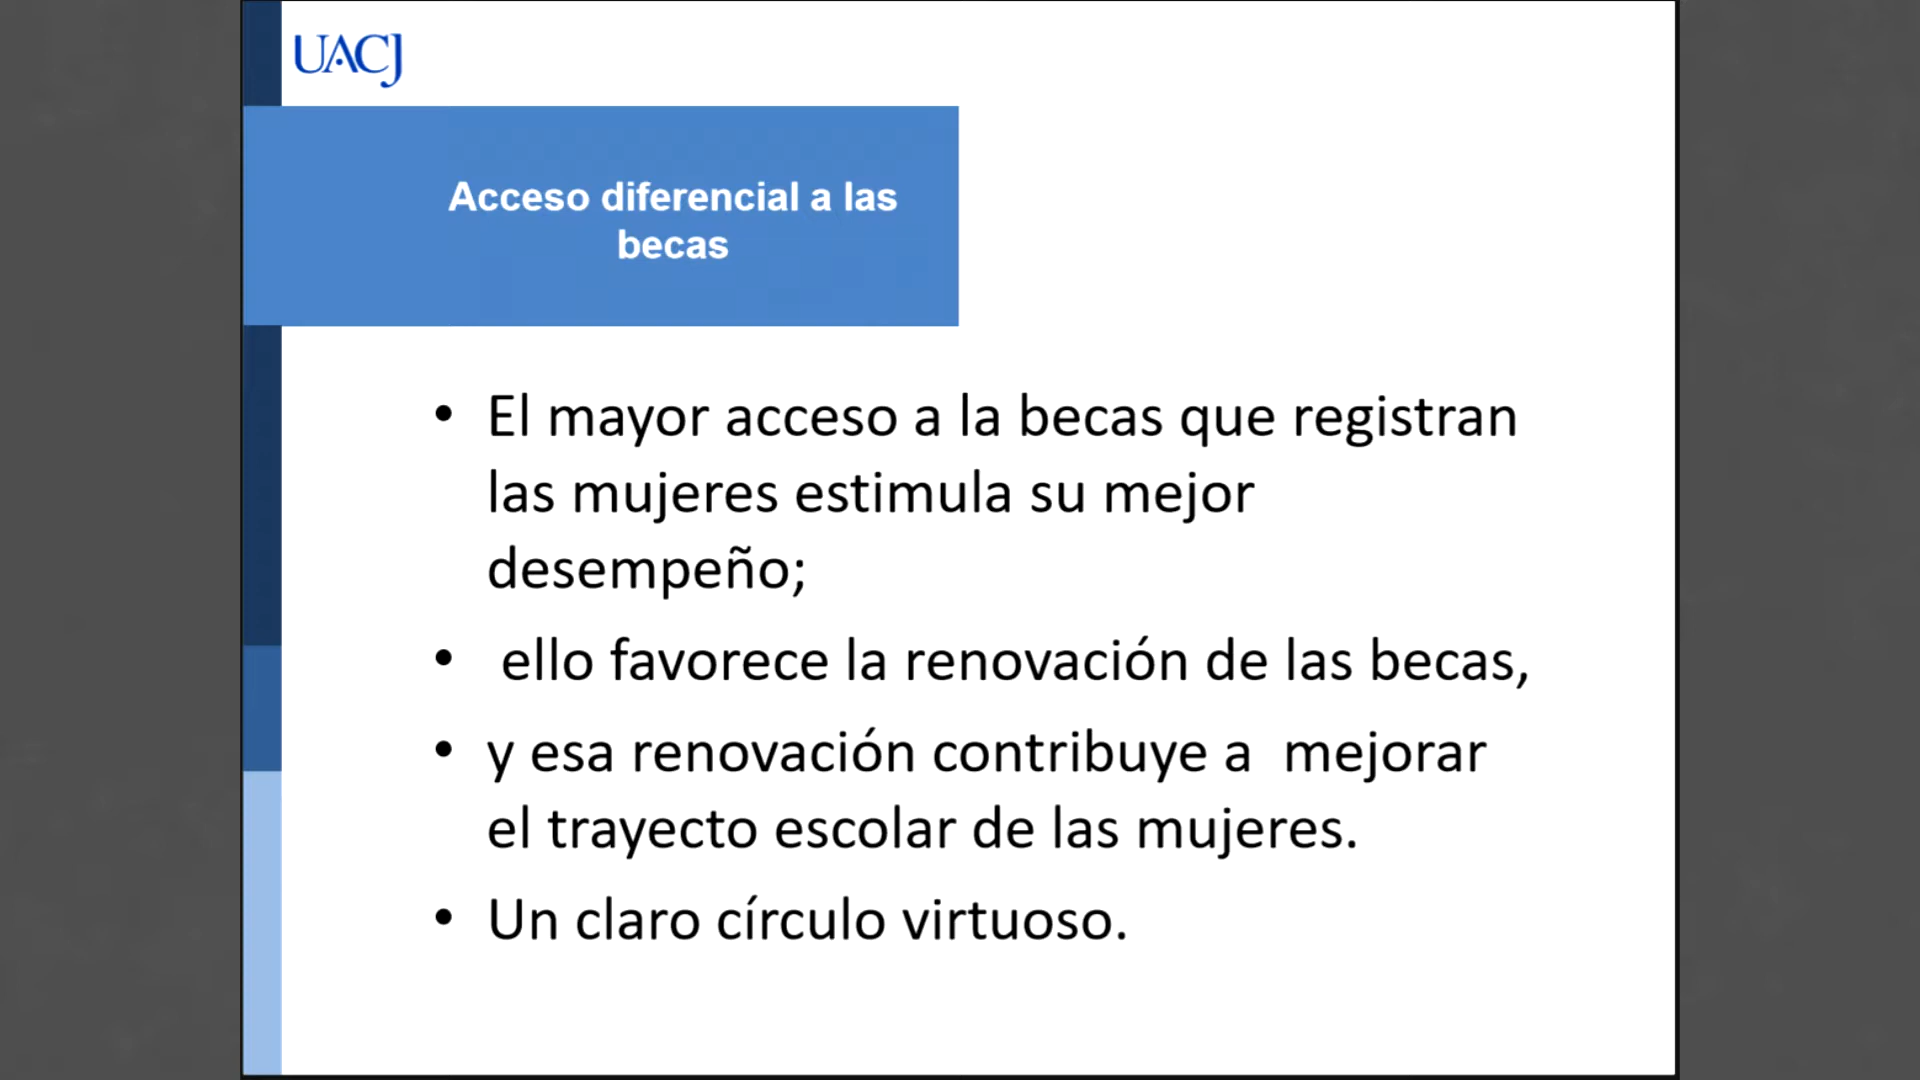 UACJ
Acceso diferencial a las
becas
• El mayor acceso a la becas que registran
las mujeres estimula su mejor
desempeño;
• ello favorece la renovación de las becas,
• y esa renovación contribuye a  mejorar
el trayecto escolar de las mujeres.
• Un claro círculo virtuoso.